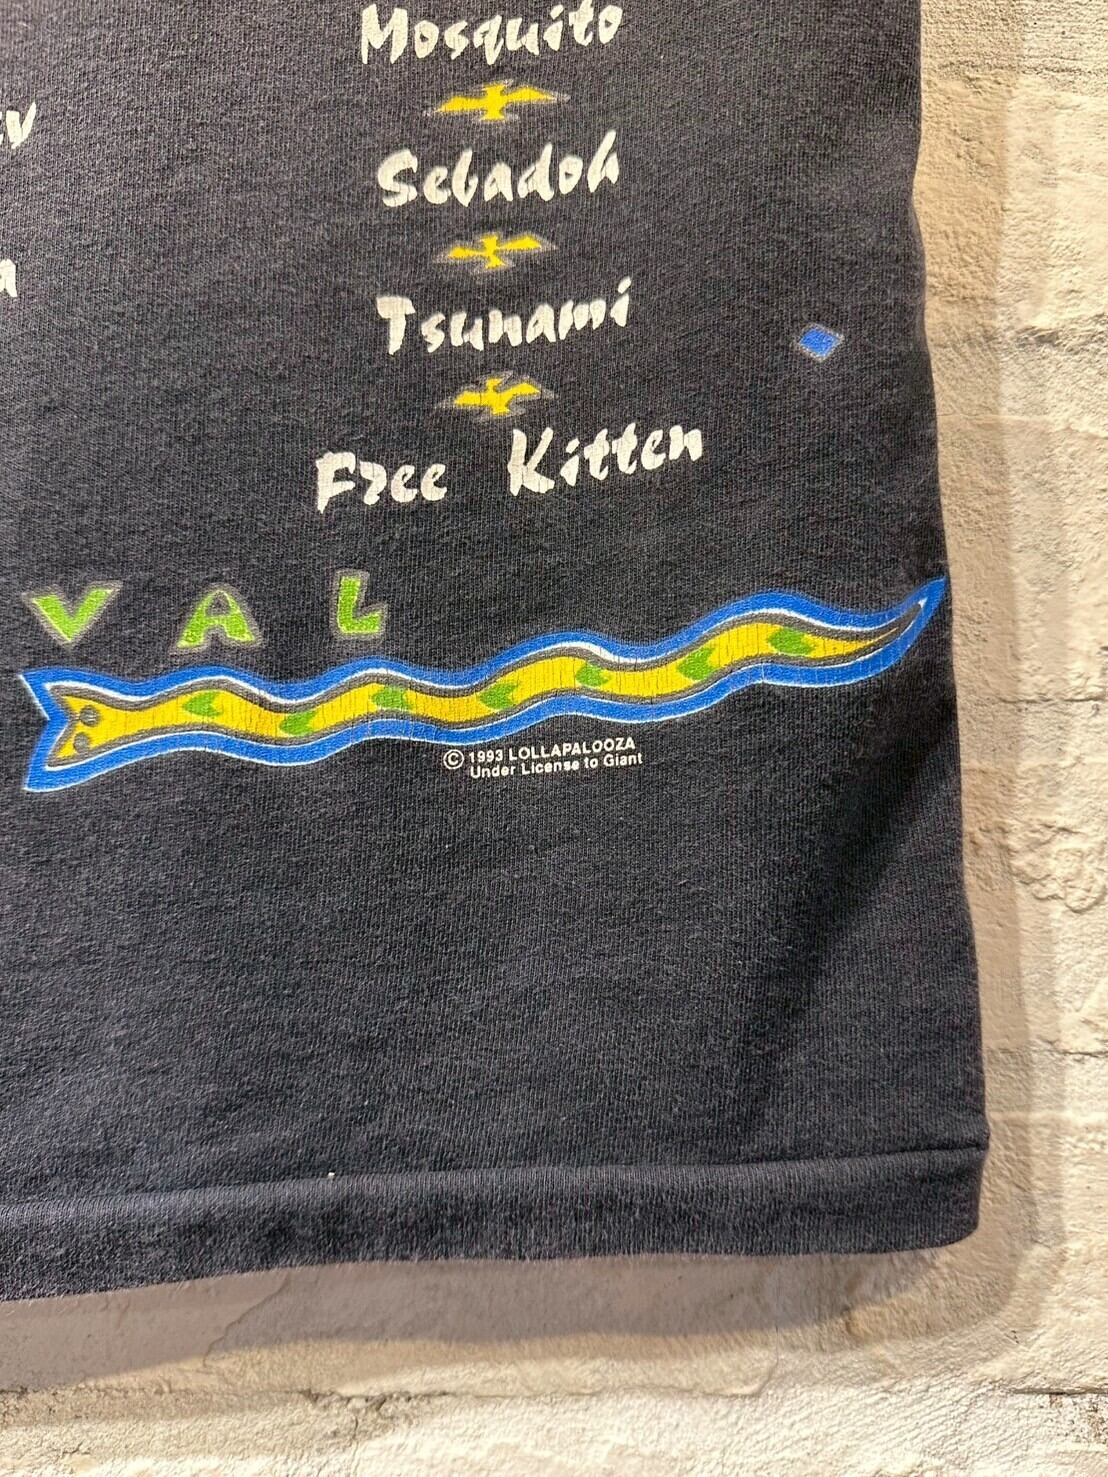 Mosquito
Sebadoh
Tsunami
Free Kitten
VAL
© 1993 LOLLAPALOOZA
Under License to Giant